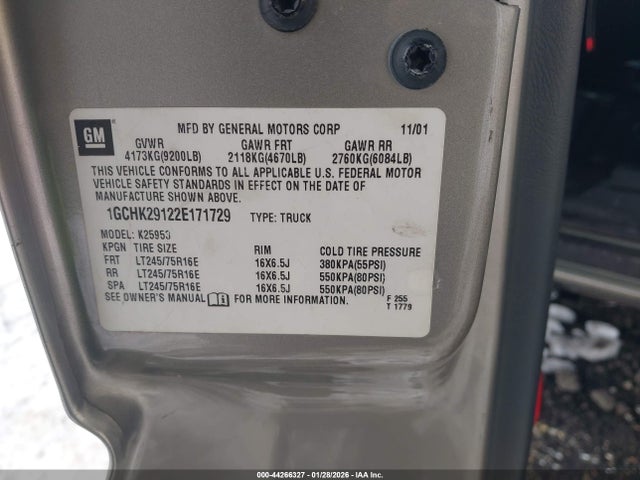 GM
MFD BY GENERAL MOTORS CORP 11/01
GVWR GAWR FRT GAWR RR
4173KG(9200LB) 2118KG(4670LB) 2760KG(6084LB)
THIS VEHICLE CONFORMS TO ALL APPLICABLE U.S. FEDERAL MOTOR
VEHICLE SAFETY STANDARDS IN EFFECT ON THE DATE OF
MANUFACTURE SHOWN ABOVE.
1GCHK29122E171729 TYPE: TRUCK
MODEL: K25953
KPGN TIRE SIZE RIM COLD TIRE PRESSURE
FRT LT245/75R16E 16X6.5J 380KPA(55PSI)
RR LT245/75R16E 16X6.5J 550KPA(80PSI)
SPA LT245/75R16E 16X6.5J 550KPA(80PSI)
SEE OWNER'S MANUAL FOR MORE INFORMATION.
F 255
T 1779
000-44266327 - 01/28/2026 - IAA Inc.